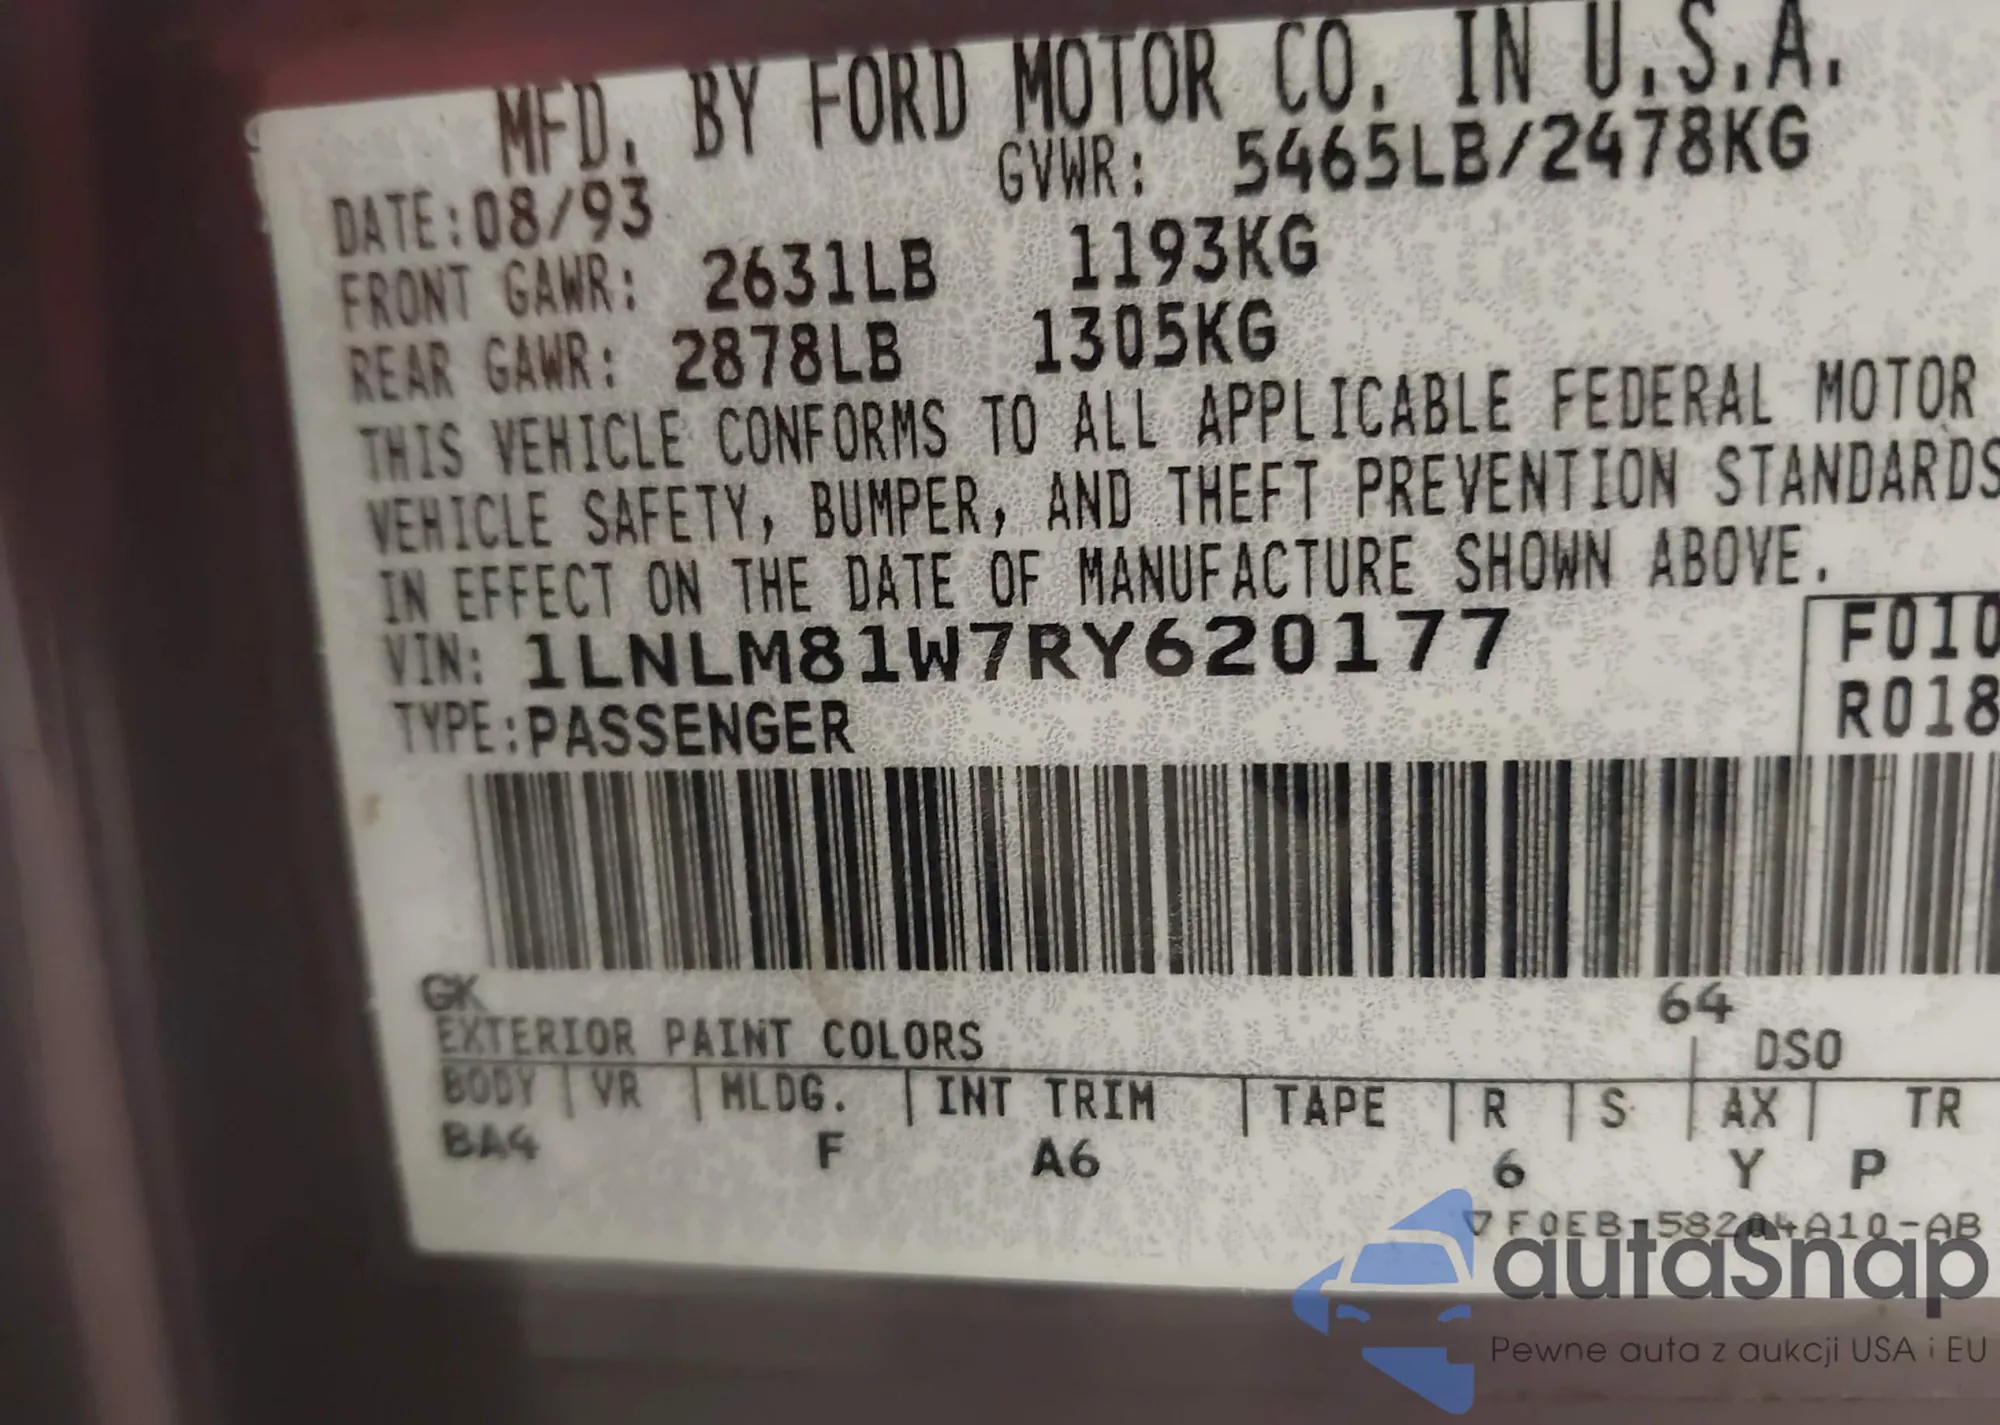 MFD. BY FORD MOTOR CO. IN U.S.A.
DATE:08/93 GVWR: 5465LB/2478KG
FRONT GAWR: 2631LB 1193KG
REAR GAWR: 2878LB 1305KG
THIS VEHICLE CONFORMS TO ALL APPLICABLE FEDERAL MOTOR
VEHICLE SAFETY, BUMPER, AND THEFT PREVENTION STANDARDS
IN EFFECT ON THE DATE OF MANUFACTURE SHOWN ABOVE.
VIN: 1LNLM81W7RY620177 F010
TYPE:PASSENGER R018
GK 64
EXTERIOR PAINT COLORS DSO
BODY VR MLDG. INT TRIM TAPE R S AX TR
BA4 F A6 6 Y P
▽F0EB-58204A10-AB
autaSnap
Pewne auta z aukcji USA i EU